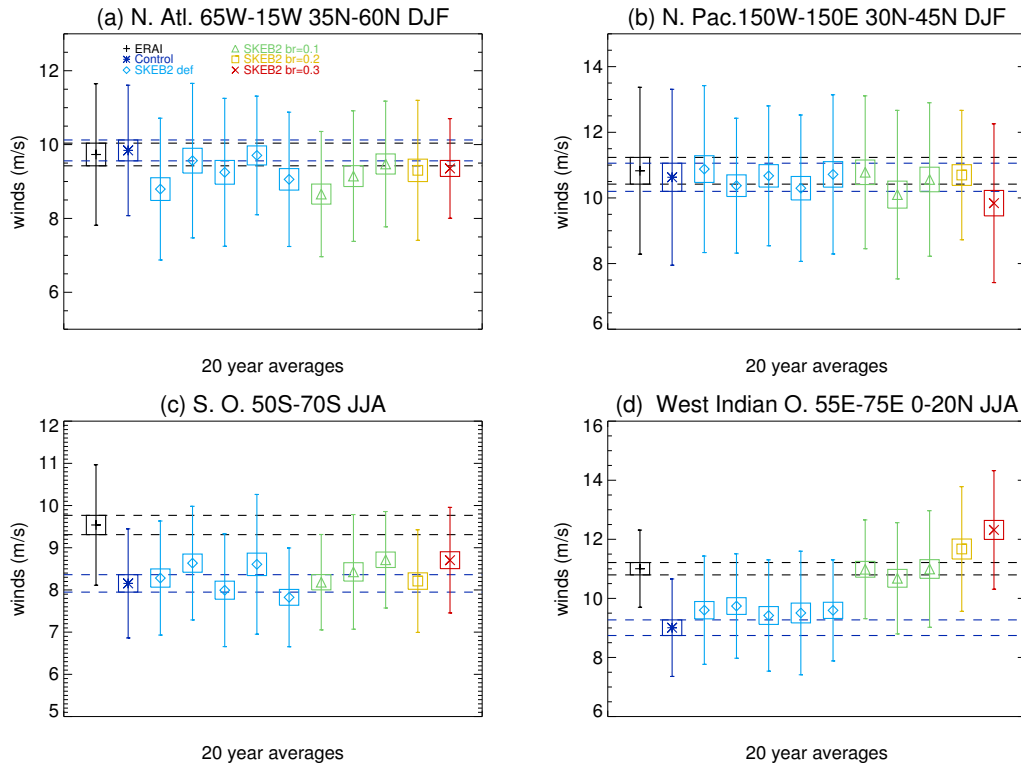 (a) N. Atl. 65W-15W 35N-60N DJF
winds (m/s)
12
10
8
6
ERAI
Control
SKEB2 def
SKEB2 br=0.1
SKEB2 br=0.2
SKEB2 br=0.3
20 year averages
(b) N. Pac.150W-150E 30N-45N DJF
winds (m/s)
14
12
10
8
6
20 year averages
(c) S. O. 50S-70S JJA
winds (m/s)
12
11
10
9
8
7
6
5
20 year averages
(d) West Indian O. 55E-75E 0-20N JJA
winds (m/s)
16
14
12
10
8
6
20 year averages